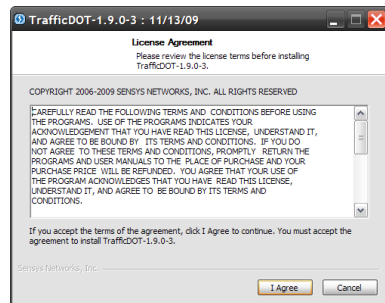 TrafficDOT-1.9.0-3 : 11/13/09
License Agreement
Please review the license terms before installing
TrafficDOT-1.9.0-3.
COPYRIGHT 2006-2009 SENSYS NETWORKS, INC. ALL RIGHTS RESERVED
CAREFULLY READ THE FOLLOWING TERMS AND CONDITIONS BEFORE USING
THE PROGRAMS. USE OF THE PROGRAMS INDICATES YOUR
ACKNOWLEDGEMENT THAT YOU HAVE READ THIS LICENSE, UNDERSTAND IT,
AND AGREE TO BE BOUND BY ITS TERMS AND CONDITIONS. IF YOU DO
NOT AGREE TO THESE TERMS AND CONDITIONS, PROMPTLY RETURN THE
PROGRAMS AND USER MANUALS TO THE PLACE OF PURCHASE AND YOUR
PURCHASE PRICE WILL BE REFUNDED. YOU AGREE THAT YOUR USE OF
THE PROGRAM ACKNOWLEDGES THAT YOU HAVE READ THIS LICENSE,
UNDERSTAND IT, AND AGREE TO BE BOUND BY ITS TERMS AND
CONDITIONS.
If you accept the terms of the agreement, click I Agree to continue. You must accept the
agreement to install TrafficDOT-1.9.0-3.
Sensys Networks, Inc.
I Agree
Cancel